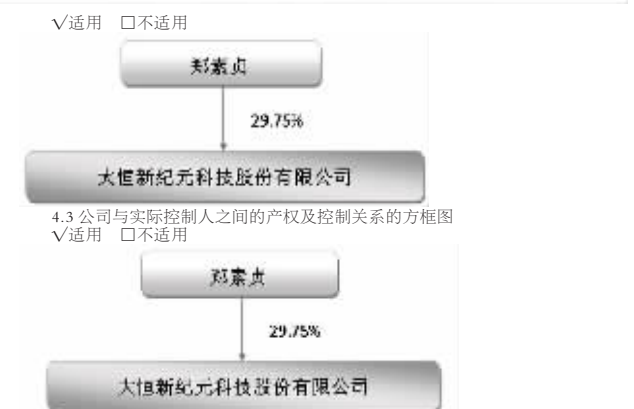 √适用 □不适用
郑素贞
29.75%
大恒新纪元科技股份有限公司
4.3 公司与实际控制人之间的产权及控制关系的方框图
√适用 □不适用
郑素贞
29.75%
大恒新纪元科技股份有限公司